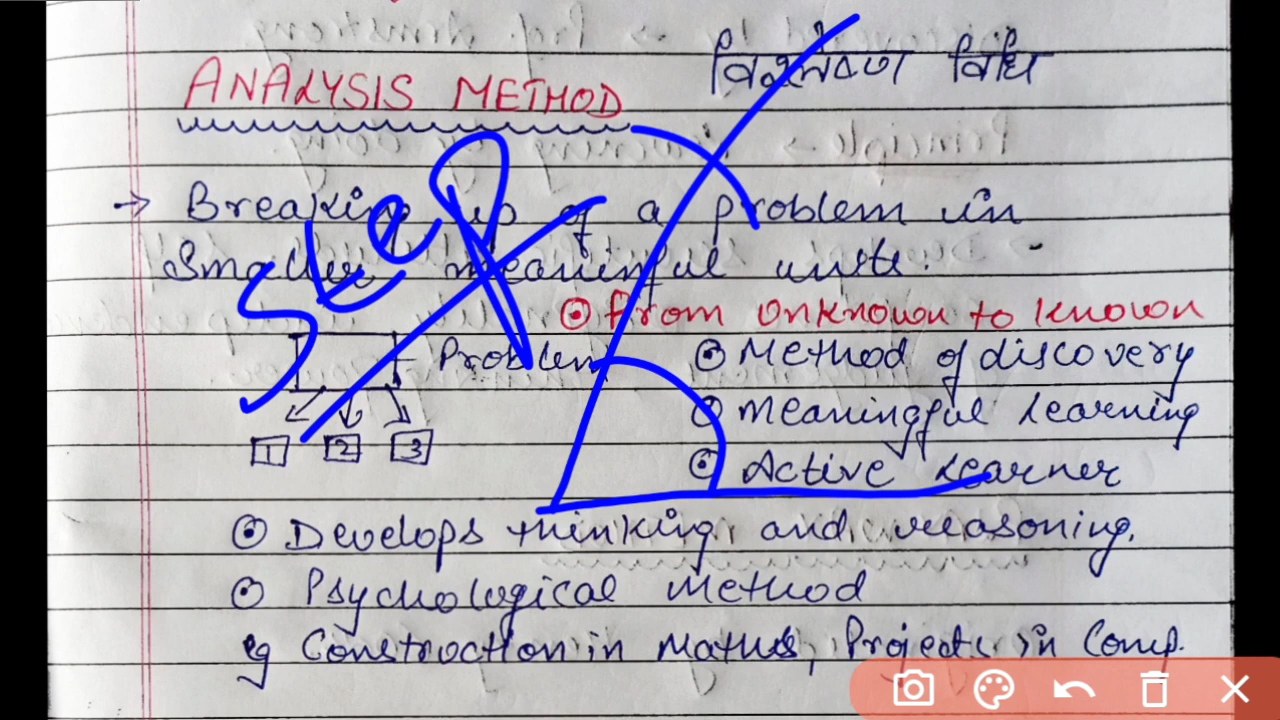 ANALYSIS METHOD विश्लेषण विधि
→ Breaking up of a problem in
Smaller meaninful units.
⊙ from unknown to known
Problem ⊙ Method of discovery
⊙ Meaningful learning
1 2 3
⊙ Active Learner
⊙ Develops thinking and reasoning.
⊙ Psychological Method
eg Construction in Maths, Projects in Comp.